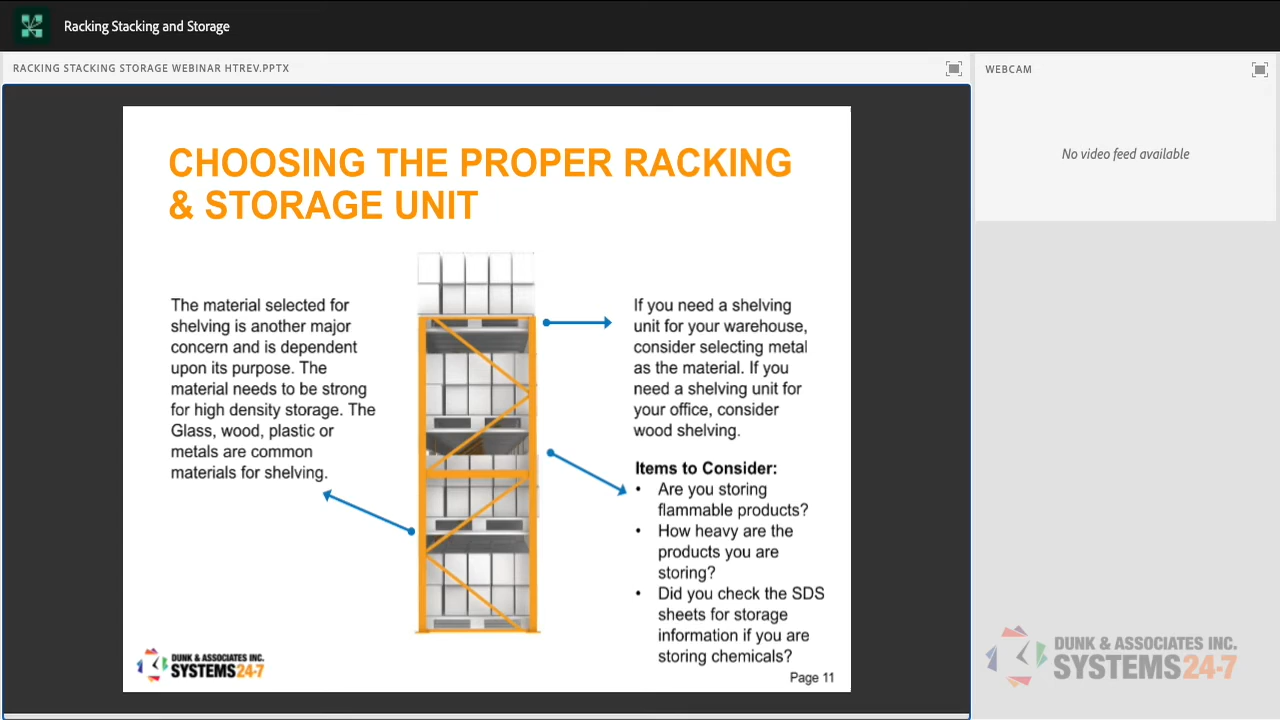 Racking Stacking and Storage
RACKING STACKING STORAGE WEBINAR HTREV.PPTX
WEBCAM
No video feed available
CHOOSING THE PROPER RACKING
& STORAGE UNIT
The material selected for
shelving is another major
concern and is dependent
upon its purpose. The
material needs to be strong
for high density storage. The
Glass, wood, plastic or
metals are common
materials for shelving.
If you need a shelving
unit for your warehouse,
consider selecting metal
as the material. If you
need a shelving unit for
your office, consider
wood shelving.
Items to Consider:
• Are you storing
flammable products?
• How heavy are the
products you are
storing?
• Did you check the SDS
sheets for storage
information if you are
storing chemicals?
DUNK & ASSOCIATES INC.
SYSTEMS 24-7
Page 11
DUNK & ASSOCIATES INC.
SYSTEMS 24-7